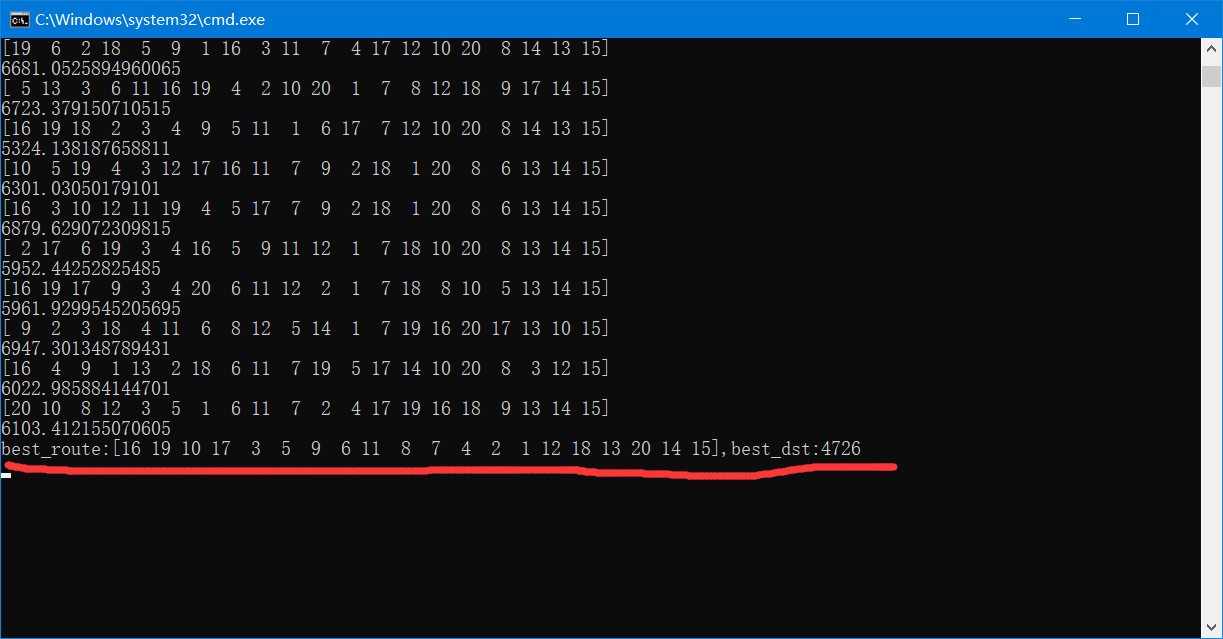 C:\Windows\system32\cmd.exe
[19  6  2 18  5  9  1 16  3 11  7  4 17 12 10 20  8 14 13 15]
6681.0525894960065
[ 5 13  3  6 11 16 19  4  2 10 20  1  7  8 12 18  9 17 14 15]
6723.379150710515
[16 19 18  2  3  4  9  5 11  1  6 17  7 12 10 20  8 14 13 15]
5324.138187658811
[10  5 19  4  3 12 17 16 11  7  9  2 18  1 20  8  6 13 14 15]
6301.03050179101
[16  3 10 12 11 19  4  5 17  7  9  2 18  1 20  8  6 13 14 15]
6879.629072309815
[ 2 17  6 19  3  4 16  5  9 11 12  1  7 18 10 20  8 13 14 15]
5952.44252825485
[16 19 17  9  3  4 20  6 11 12  2  1  7 18  8 10  5 13 14 15]
5961.9299545205695
[ 9  2  3 18  4 11  6  8 12  5 14  1  7 19 16 20 17 13 10 15]
6947.301348789431
[16  4  9  1 13  2 18  6 11  7 19  5 17 14 10 20  8  3 12 15]
6022.985884144701
[20 10  8 12  3  5  1  6 11  7  2  4 17 19 16 18  9 13 14 15]
6103.412155070605
best_route:[16 19 10 17  3  5  9  6 11  8  7  4  2  1 12 18 13 20 14 15],best_dst:4726